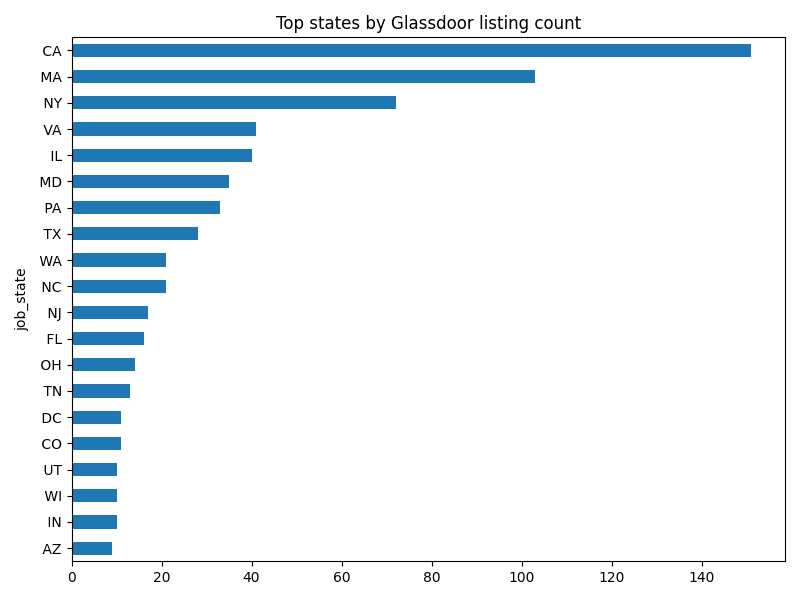 Top states by Glassdoor listing count
CA
MA
NY
VA
IL
MD
PA
TX
WA
NC
NJ
FL
OH
TN
DC
CO
UT
WI
IN
AZ
job_state
0 20 40 60 80 100 120 140